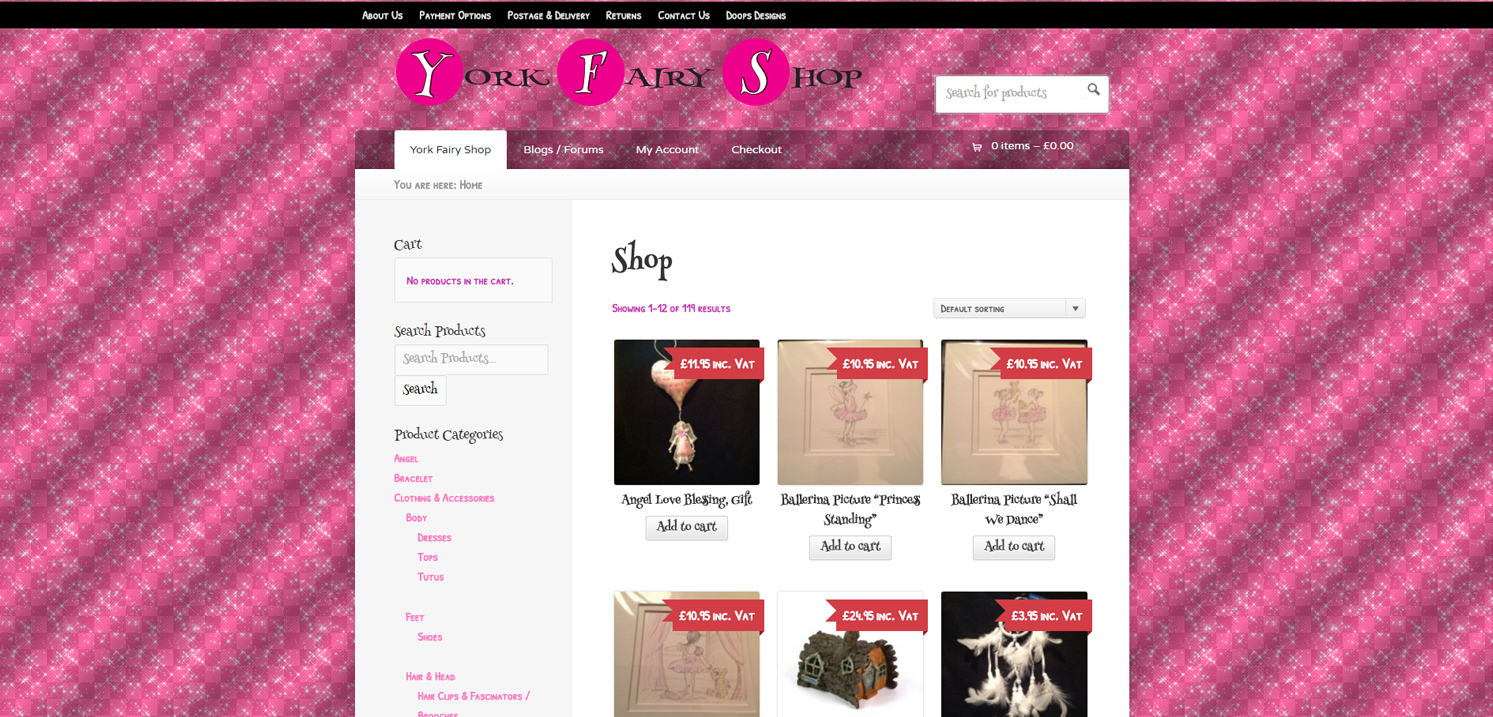 About Us Payment Options Postage & Delivery Returns Contact Us Doops Designs
York Fairy Shop
Search for products
York Fairy Shop Blogs / Forums My Account Checkout 0 items – £0.00
You are here: Home
Cart
No products in the cart.
Search Products
Search Products...
Search
Product Categories
Angel
Bracelet
Clothing & Accessories
Body
Dresses
Tops
Tutus
Feet
Shoes
Hair & Head
Hair Clips & Fascinators /
Brooches
Shop
Showing 1–12 of 119 results
Default sorting
£11.95 inc. Vat
Angel Love Blessing, Gift
Add to cart
£10.95 inc. Vat
Ballerina Picture “Princess
Standing”
Add to cart
£10.95 inc. Vat
Ballerina Picture “Shall
We Dance”
Add to cart
£10.95 inc. Vat
£24.95 inc. Vat
£3.95 inc. Vat